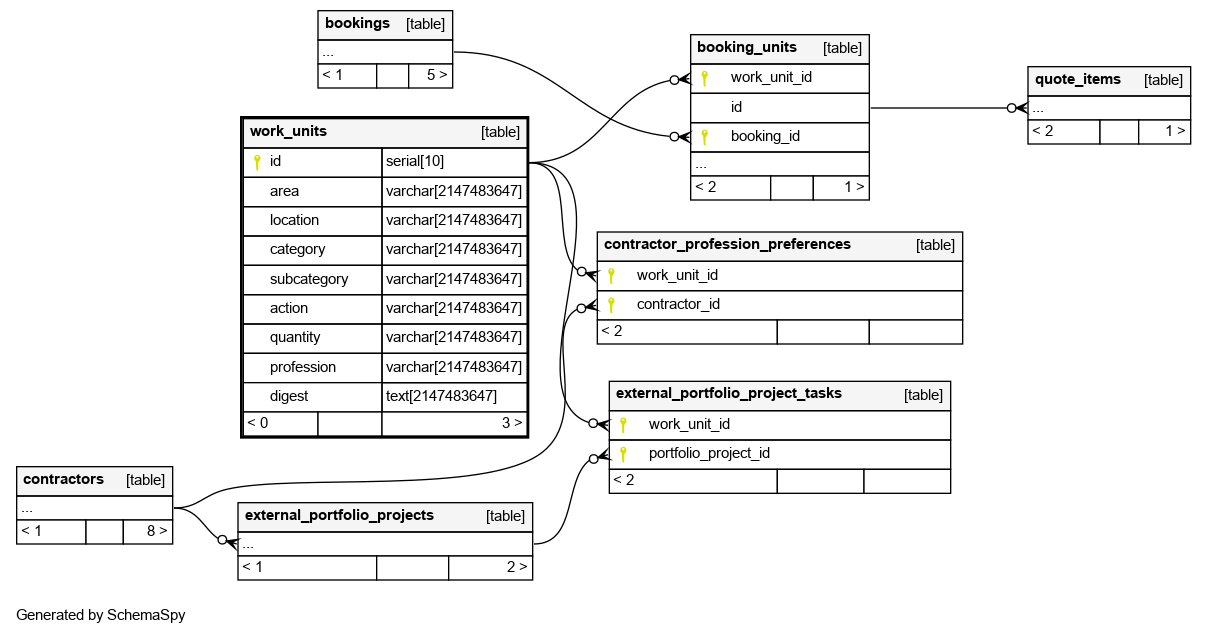 bookings [table]
...
< 1 5 >
booking_units [table]
work_unit_id
id
booking_id
...
< 2 1 >
quote_items [table]
...
< 2 1 >
work_units [table]
id serial[10]
area varchar[2147483647]
location varchar[2147483647]
category varchar[2147483647]
subcategory varchar[2147483647]
action varchar[2147483647]
quantity varchar[2147483647]
profession varchar[2147483647]
digest text[2147483647]
< 0 3 >
contractor_profession_preferences [table]
work_unit_id
contractor_id
< 2
external_portfolio_project_tasks [table]
work_unit_id
portfolio_project_id
< 2
contractors [table]
...
< 1 8 >
external_portfolio_projects [table]
...
< 1 2 >
Generated by SchemaSpy